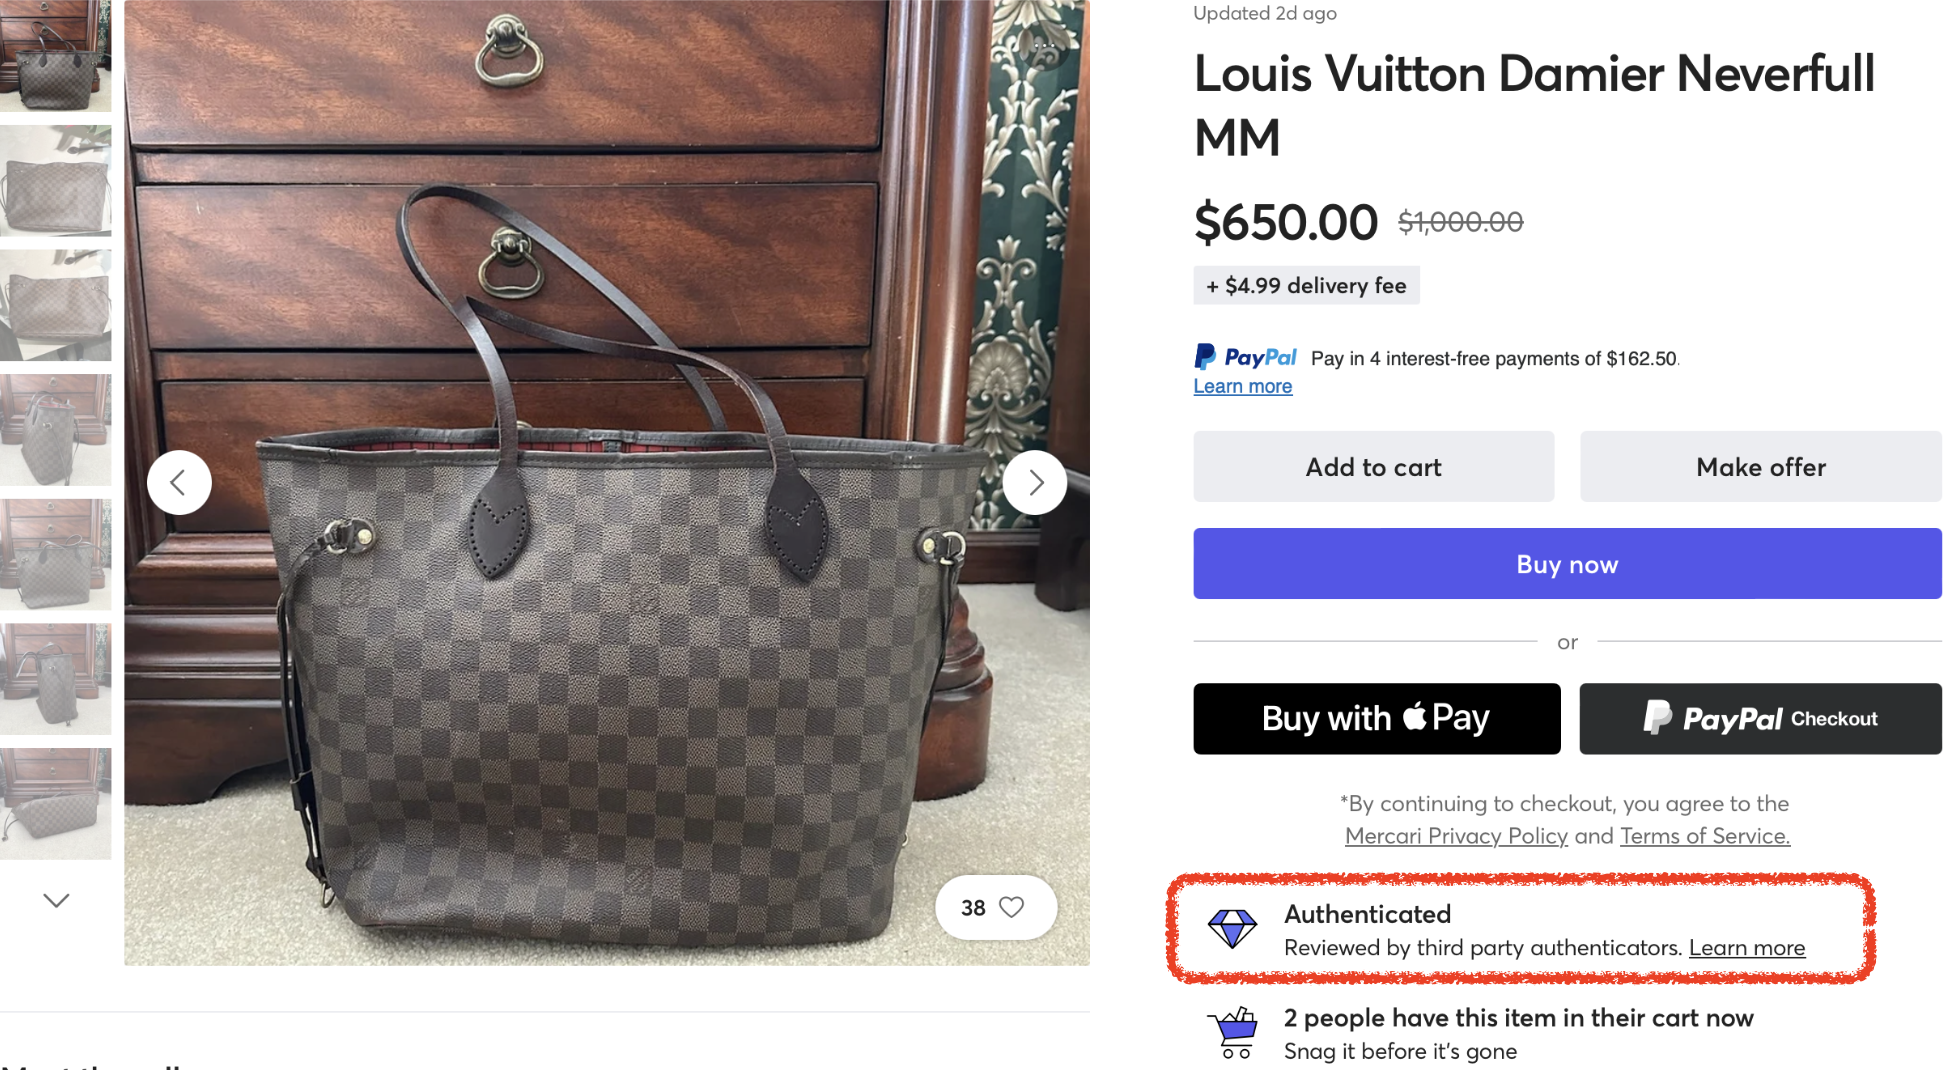 Updated 2d ago
Louis Vuitton Damier Neverfull
MM
$650.00 $1,000.00
+ $4.99 delivery fee
PayPal Pay in 4 interest-free payments of $162.50.
Learn more
Add to cart
Make offer
Buy now
or
Buy with Pay
PayPal Checkout
*By continuing to checkout, you agree to the
Mercari Privacy Policy and Terms of Service.
38
Authenticated
Reviewed by third party authenticators. Learn more
2 people have this item in their cart now
Snag it before it's gone